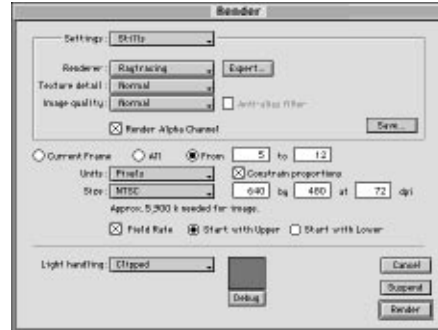 Render
Settings: Stills
Renderer: Raytracing Expert...
Texture detail: Normal
Image quality: Normal Anti-alias filter
Render Alpha Channel Save...
Current Frame All From 5 to 12
Units: Pixels Constrain proportions
Size: NTSC 640 by 480 at 72 dpi
Approx. 5,900 k needed for image.
Field Rate Start with Upper Start with Lower
Light handling: Clipped Cancel
Suspend
Debug Render